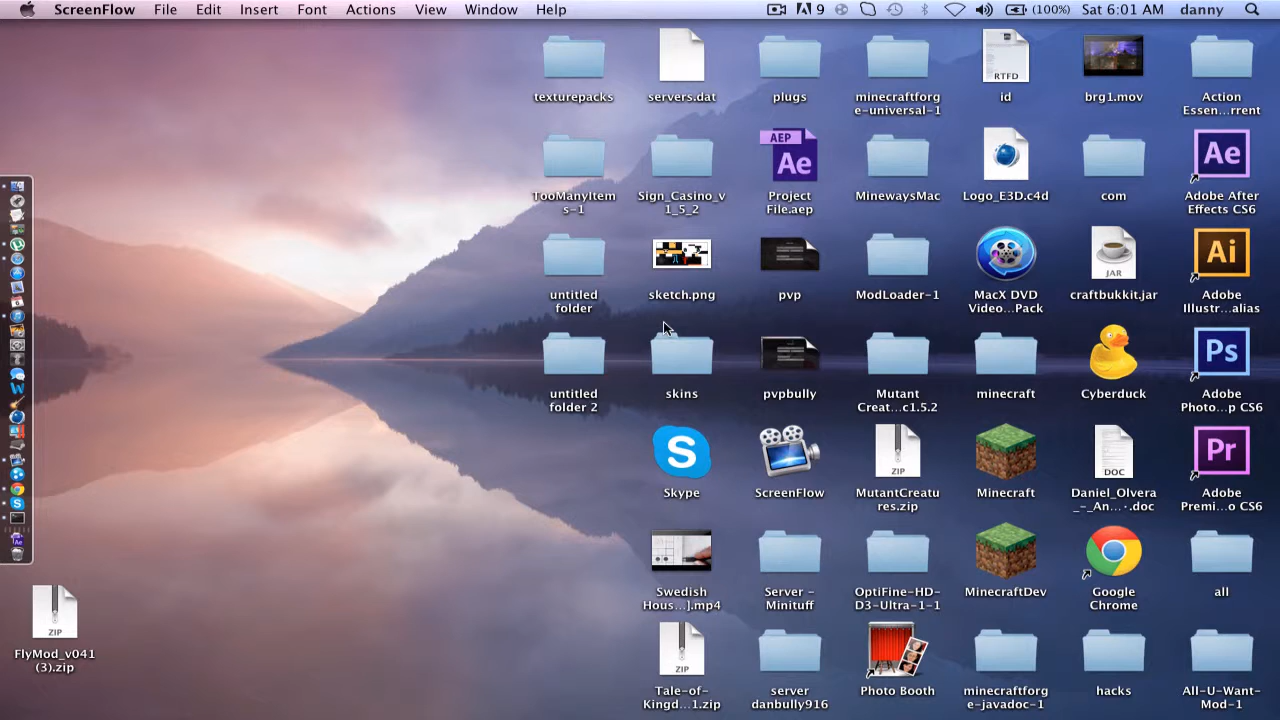 ScreenFlow File Edit Insert Font Actions View Window Help 9 (100%) Sat 6:01 AM danny
texturepacks
servers.dat
plugs
minecraftforg
e-universal-1
RTFD
id
brg1.mov
Action
Essen...rrent
TooManyItem
s-1
Sign_Casino_v
1_5_2
AEP
Ae
Project
File.aep
MinewaysMac
Logo_E3D.c4d
com
Ae
Adobe After
Effects CS6
untitled
folder
sketch.png
pvp
ModLoader-1
MacX DVD
Video...Pack
JAR
craftbukkit.jar
Ai
Adobe
Illustr...alias
untitled
folder 2
skins
pvpbully
Mutant
Creat...c1.5.2
minecraft
Cyberduck
Ps
Adobe
Photo...p CS6
Skype
ScreenFlow
ZIP
MutantCreatu
res.zip
Minecraft
DOC
Daniel_Olvera
_-_An...·.doc
Pr
Adobe
Premi...o CS6
Swedish
Hous...].mp4
Server -
Minituff
OptiFine-HD-
D3-Ultra-1-1
MinecraftDev
Google
Chrome
all
ZIP
FlyMod_v041
(3).zip
ZIP
Tale-of-
Kingd...1.zip
server
danbully916
Photo Booth
minecraftforg
e-javadoc-1
hacks
All-U-Want-
Mod-1